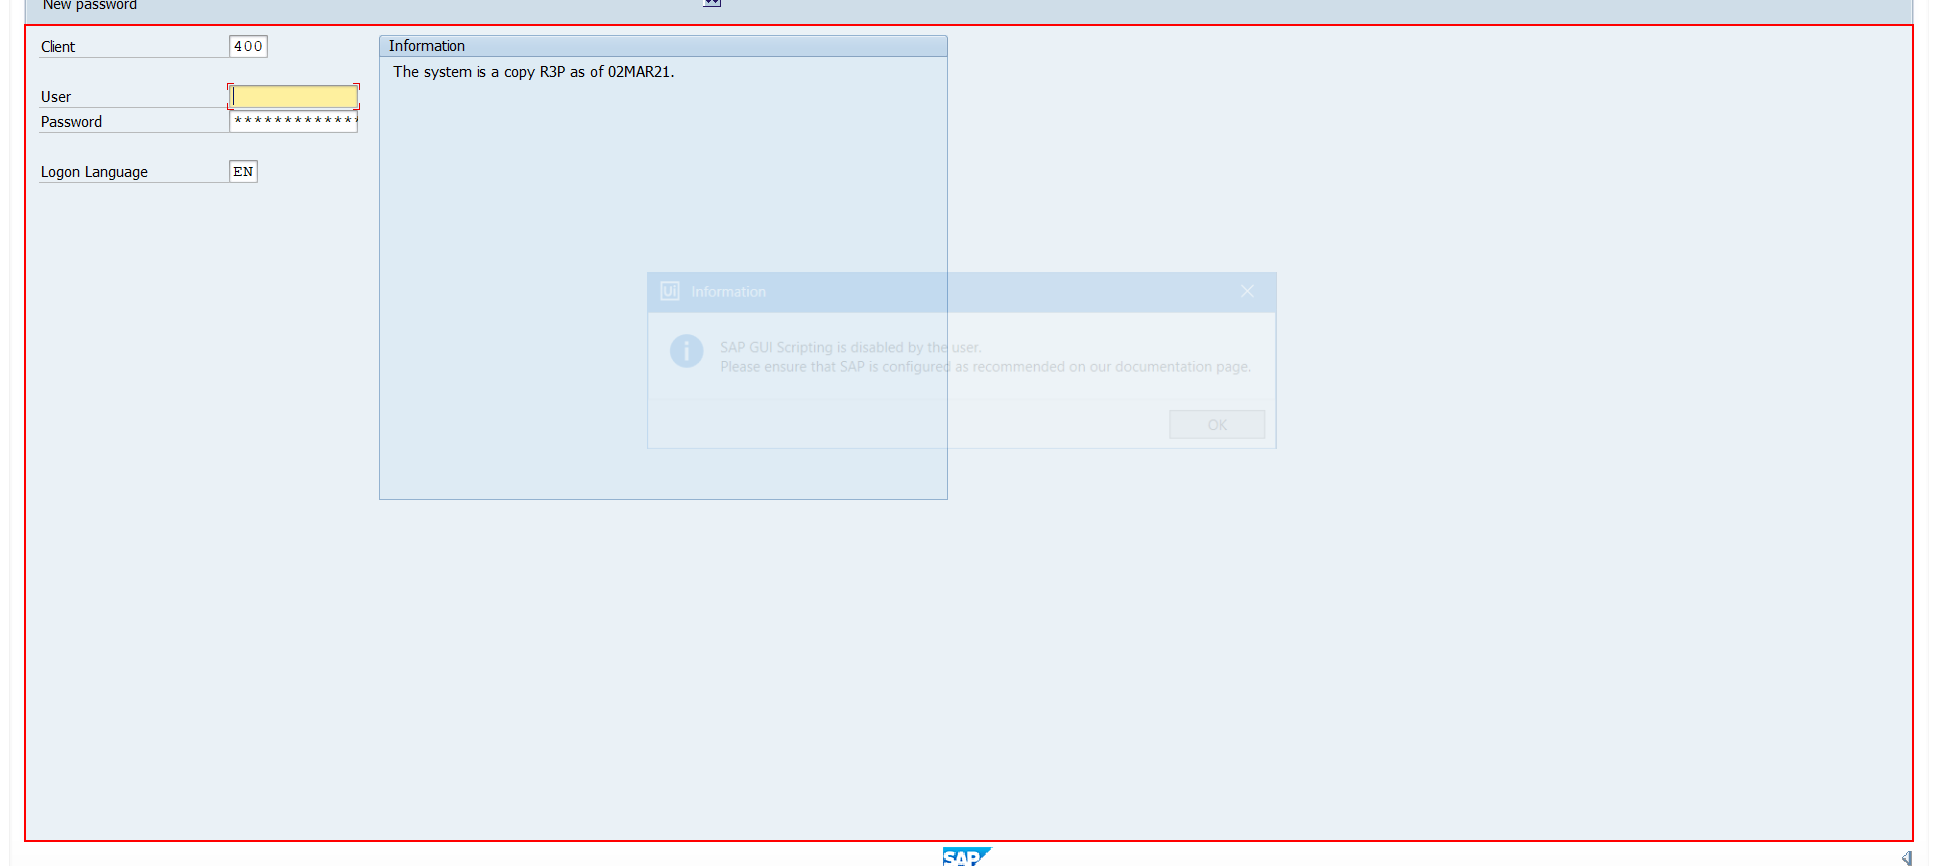 New password
Client 400
Information
The system is a copy R3P as of 02MAR21.
User
Password *************
Logon Language EN
Ui Information
SAP GUI Scripting is disabled by the user.
Please ensure that SAP is configured as recommended on our documentation page.
OK
SAP